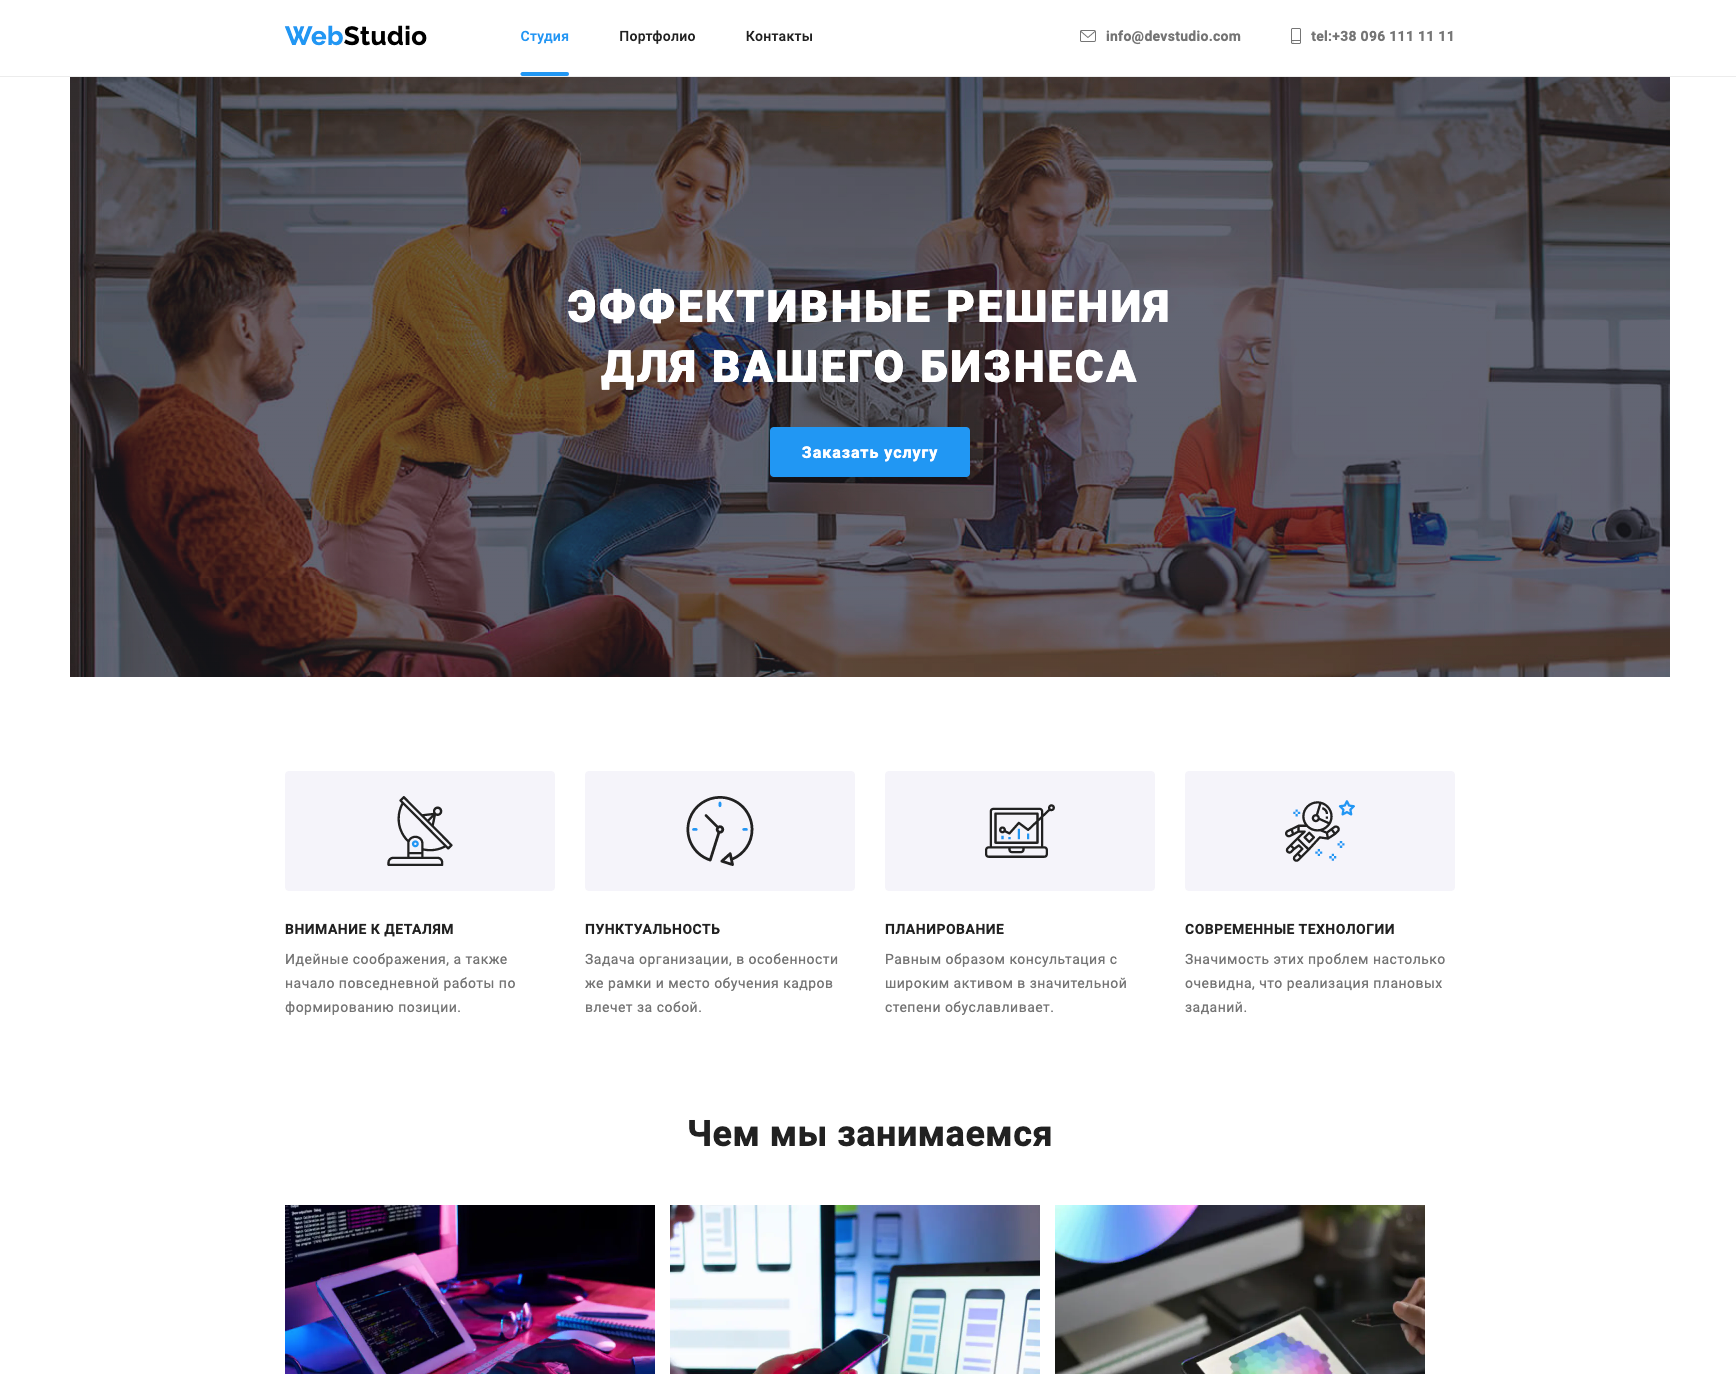 WebStudio
Студия
Портфолио
Контакты
info@devstudio.com
tel:+38 096 111 11 11
ЭФФЕКТИВНЫЕ РЕШЕНИЯ
ДЛЯ ВАШЕГО БИЗНЕСА
Заказать услугу
ВНИМАНИЕ К ДЕТАЛЯМ
Идейные соображения, а также
начало повседневной работы по
формированию позиции.
ПУНКТУАЛЬНОСТЬ
Задача организации, в особенности
же рамки и место обучения кадров
влечет за собой.
ПЛАНИРОВАНИЕ
Равным образом консультация с
широким активом в значительной
степени обуславливает.
СОВРЕМЕННЫЕ ТЕХНОЛОГИИ
Значимость этих проблем настолько
очевидна, что реализация плановых
заданий.
Чем мы занимаемся